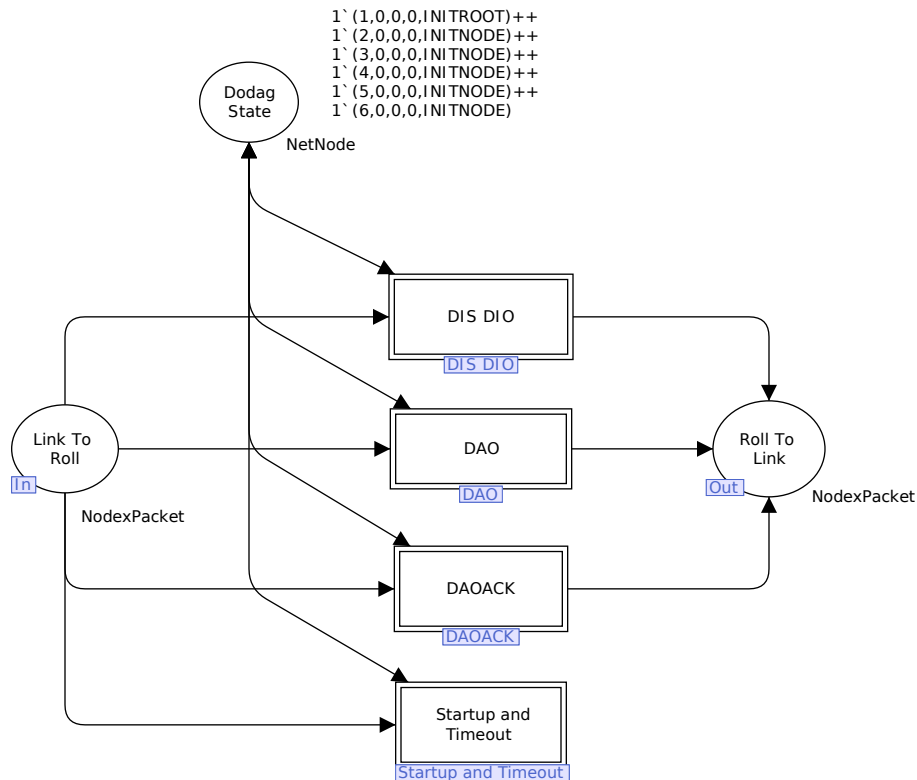 1`(1,0,0,0,INITROOT)++
1`(2,0,0,0,INITNODE)++
1`(3,0,0,0,INITNODE)++
1`(4,0,0,0,INITNODE)++
1`(5,0,0,0,INITNODE)++
1`(6,0,0,0,INITNODE)
Dodag
State
NetNode
DIS DIO
DIS DIO
Link To
Roll
In
NodexPacket
DAO
DAO
Roll To
Link
Out
NodexPacket
DAOACK
DAOACK
Startup and
Timeout
Startup and Timeout